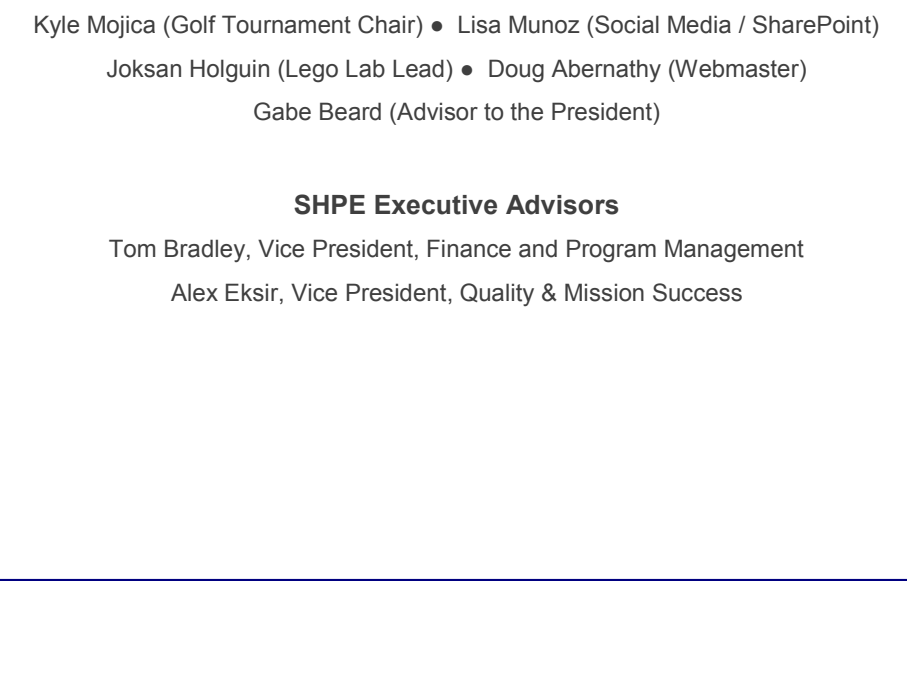 Kyle Mojica (Golf Tournament Chair) ● Lisa Munoz (Social Media / SharePoint)
Joksan Holguin (Lego Lab Lead) ● Doug Abernathy (Webmaster)
Gabe Beard (Advisor to the President)
SHPE Executive Advisors
Tom Bradley, Vice President, Finance and Program Management
Alex Eksir, Vice President, Quality & Mission Success